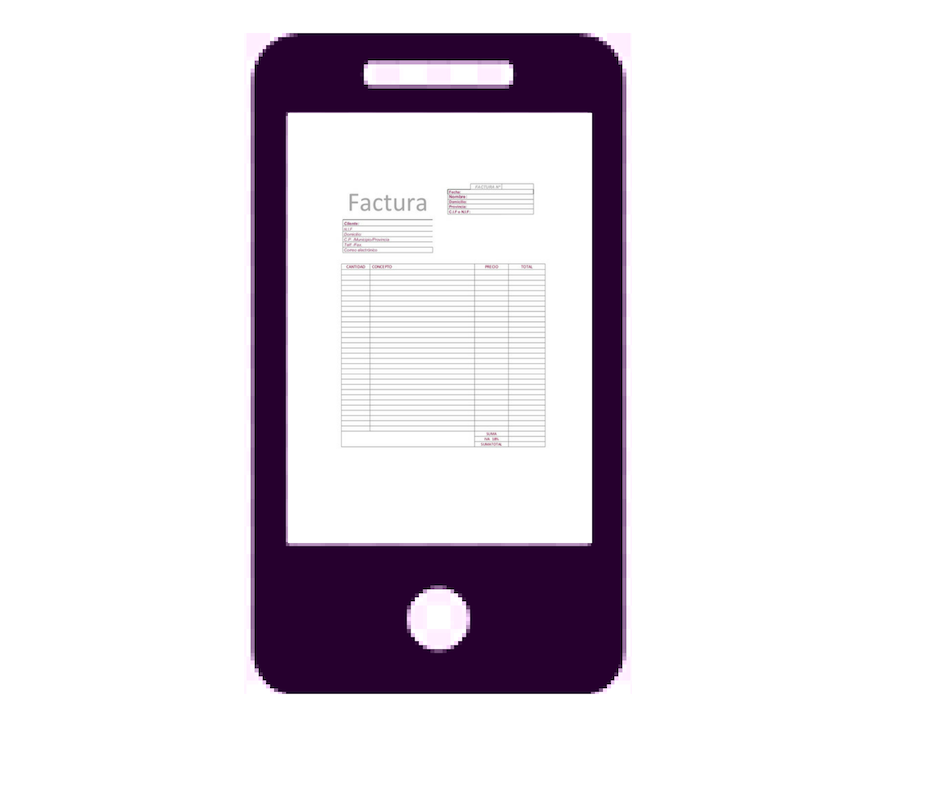 FACTURA Nº:
Factura
Fecha:
Nombre:
Domicilio:
Provincia:
C.I.F o N.I.F:
Cliente:
N.I.F
Domicilio
C.P. Municipio/Provincia
Telf.-Fax:
Correo electrónico
CANTIDAD CONCEPTO PRECIO TOTAL
SUMA
IVA 18%
SUMATOTAL